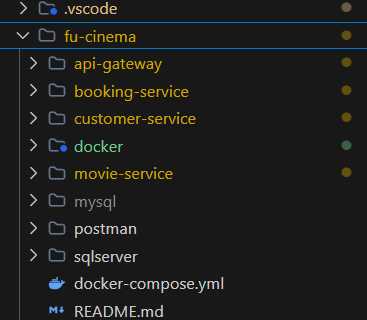 .vscode
fu-cinema
api-gateway
booking-service
customer-service
docker
movie-service
mysql
postman
sqlserver
docker-compose.yml
README.md